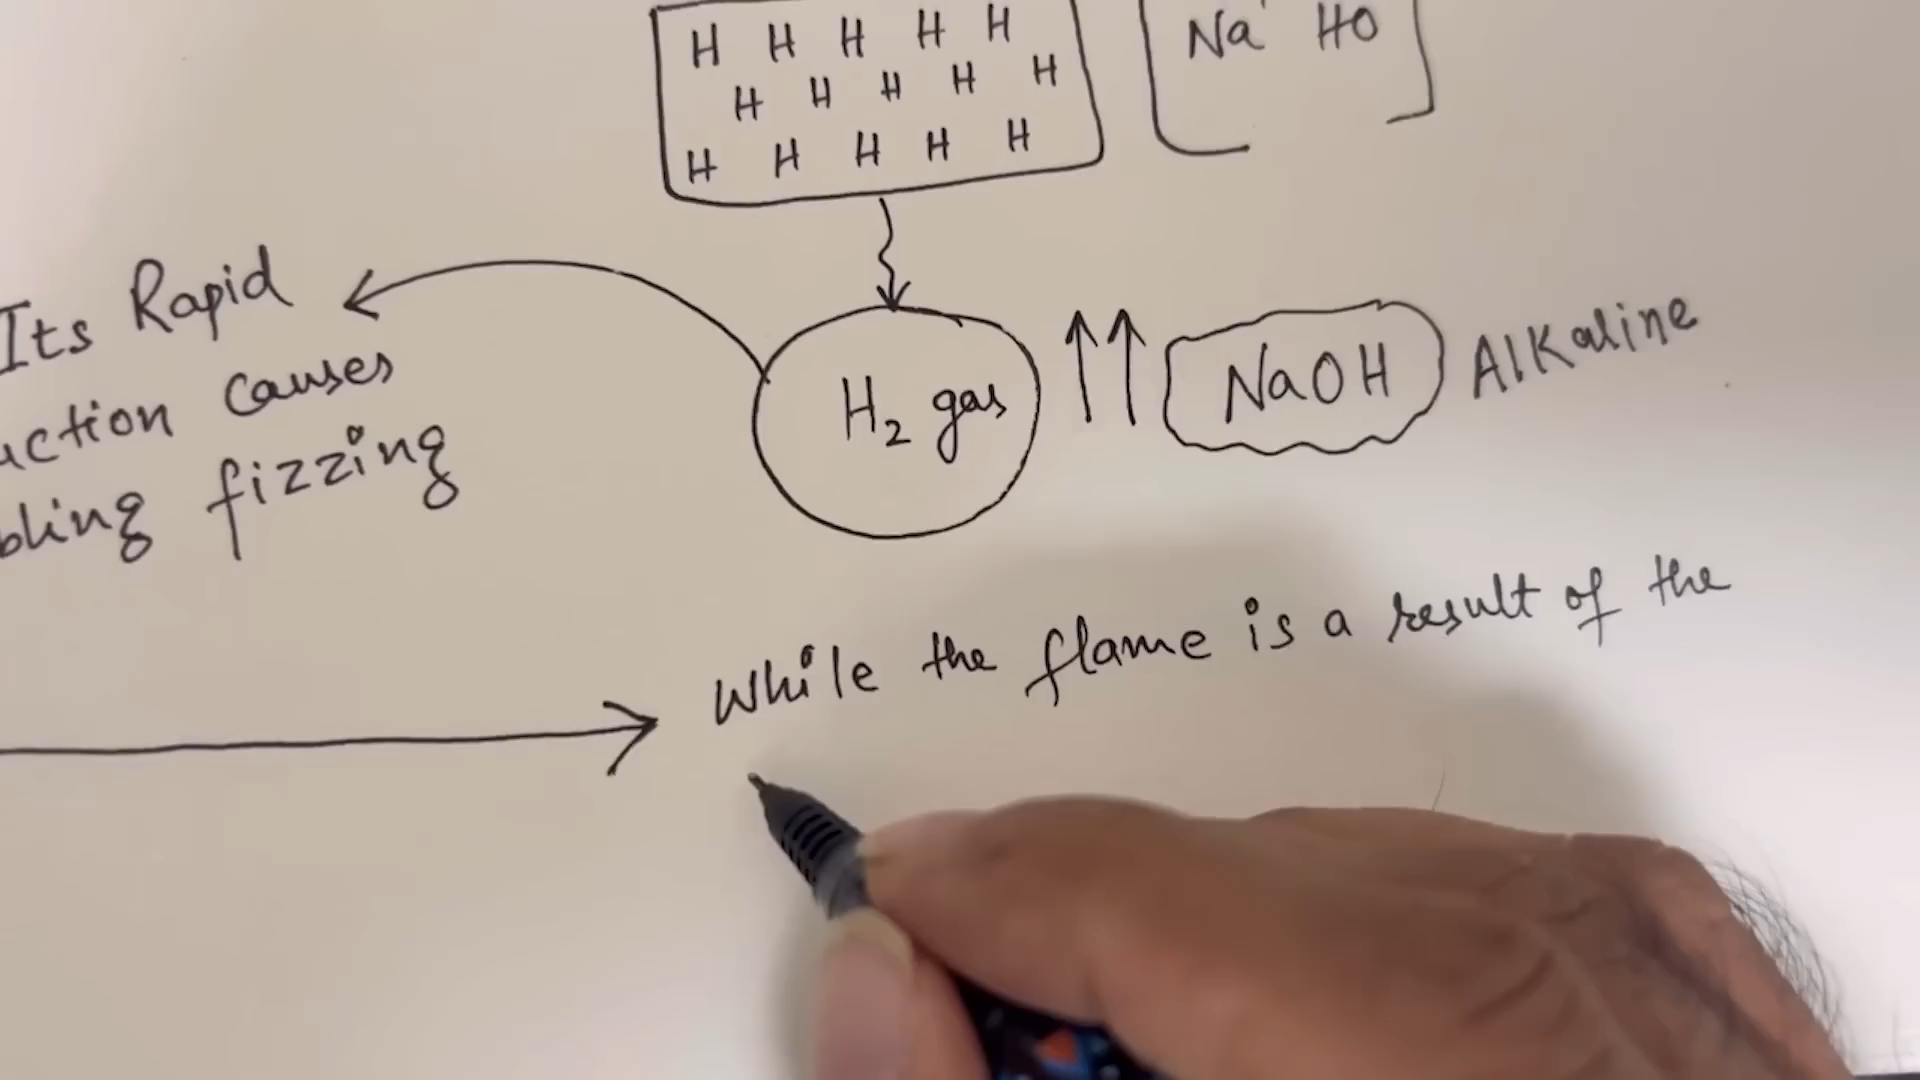 H H H H H
H H H H H
H H H H H
Na HO
Its Rapid
uction causes
bling fizzing
H2 gas
NaOH
Alkaline
While the flame is a result of the